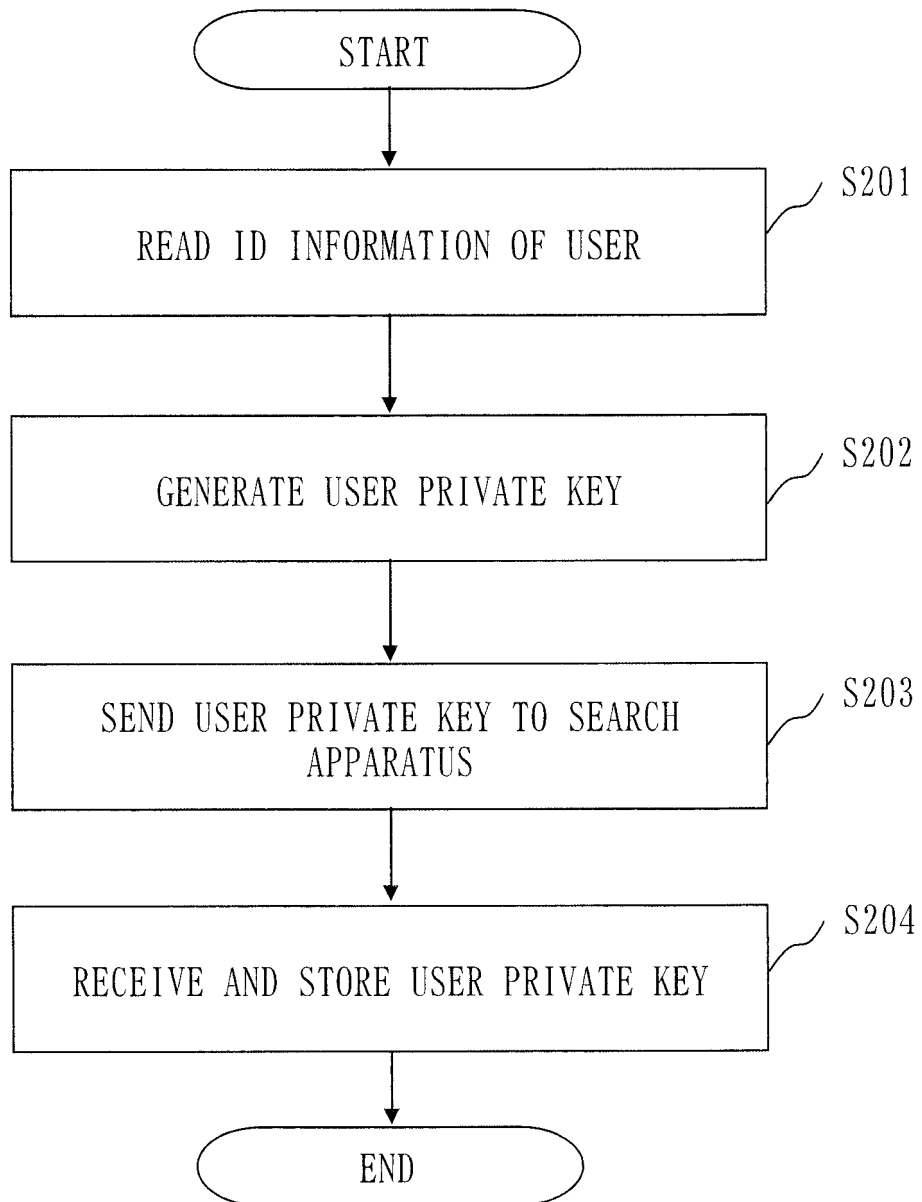 START
S201
READ ID INFORMATION OF USER
S202
GENERATE USER PRIVATE KEY
S203
SEND USER PRIVATE KEY TO SEARCH
APPARATUS
S204
RECEIVE AND STORE USER PRIVATE KEY
END